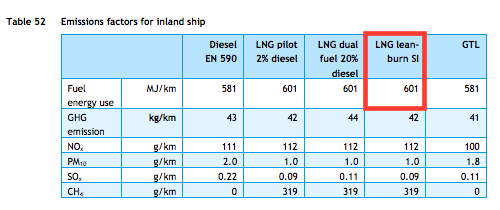 Table 52 Emissions factors for inland ship
Diesel EN 590 LNG pilot 2% diesel LNG dual fuel 20% diesel LNG lean-burn SI GTL
Fuel energy use MJ/km 581 601 601 601 581
GHG emission kg/km 43 42 44 42 41
NOx g/km 111 112 112 112 100
PM10 g/km 2.0 1.0 1.0 1.0 1.8
SOx g/km 0.22 0.09 0.11 0.09 0.11
CH4 g/km 0 319 319 319 0